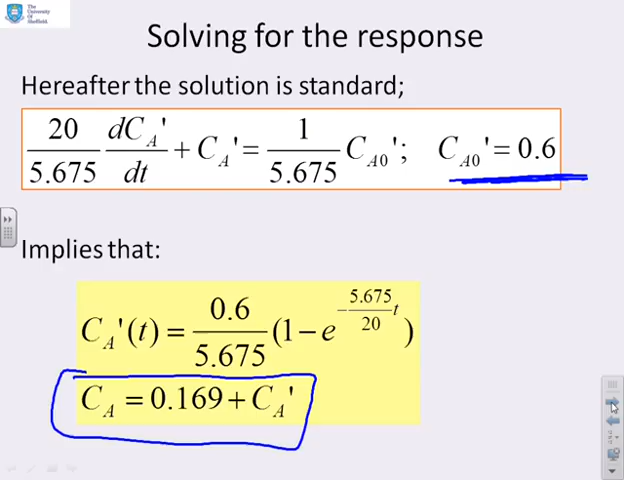 The
University
Of
Sheffield.
Solving for the response
Hereafter the solution is standard;
20/5.675 dC_A'/dt + C_A' = 1/5.675 C_A0'; C_A0' = 0.6
Implies that:
C_A'(t) = 0.6/5.675 (1 − e^(−5.675/20 t))
C_A = 0.169 + C_A'